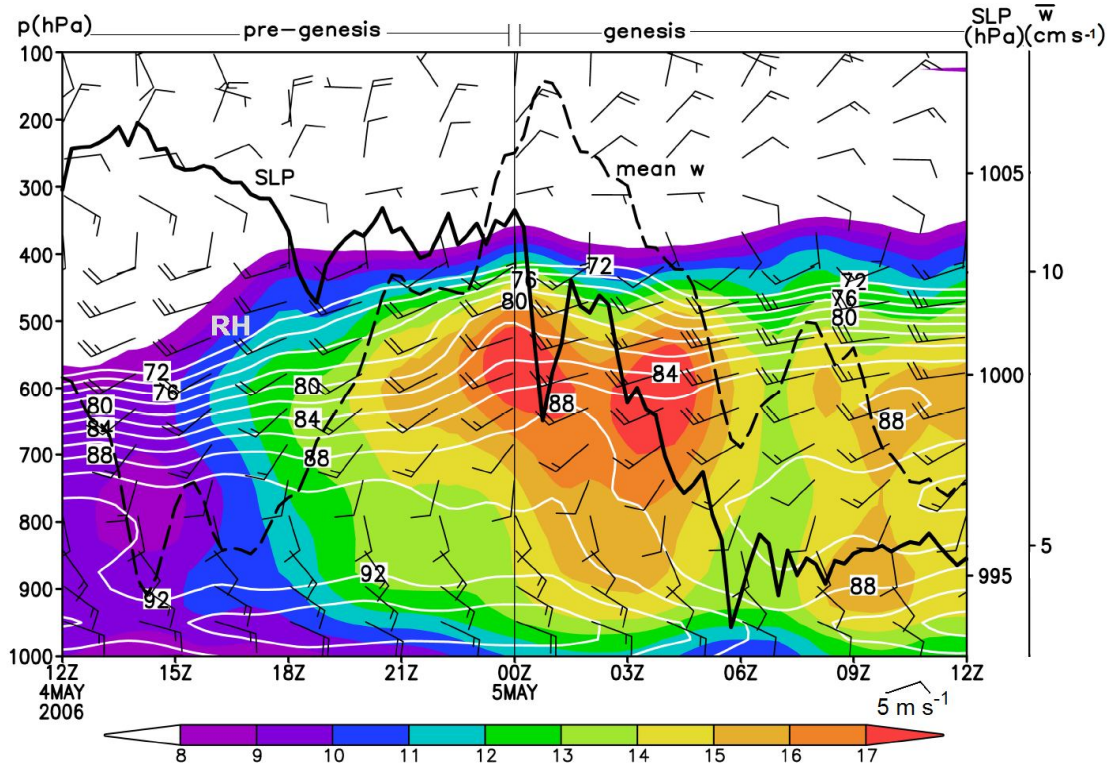 p(hPa) pre-genesis genesis SLP w̅
(hPa) (cm s⁻¹)
100
200
mean w
SLP 1005
300
400
72
76 72
10
80 76
RH 80
500
72
76 84 1000
600 80
80 88
84 84 88
88 88
700
800
5
92 88 995
900 92
1000
12Z 15Z 18Z 21Z 00Z 03Z 06Z 09Z 12Z
4MAY 5MAY
2006 5 m s⁻¹
8 9 10 11 12 13 14 15 16 17